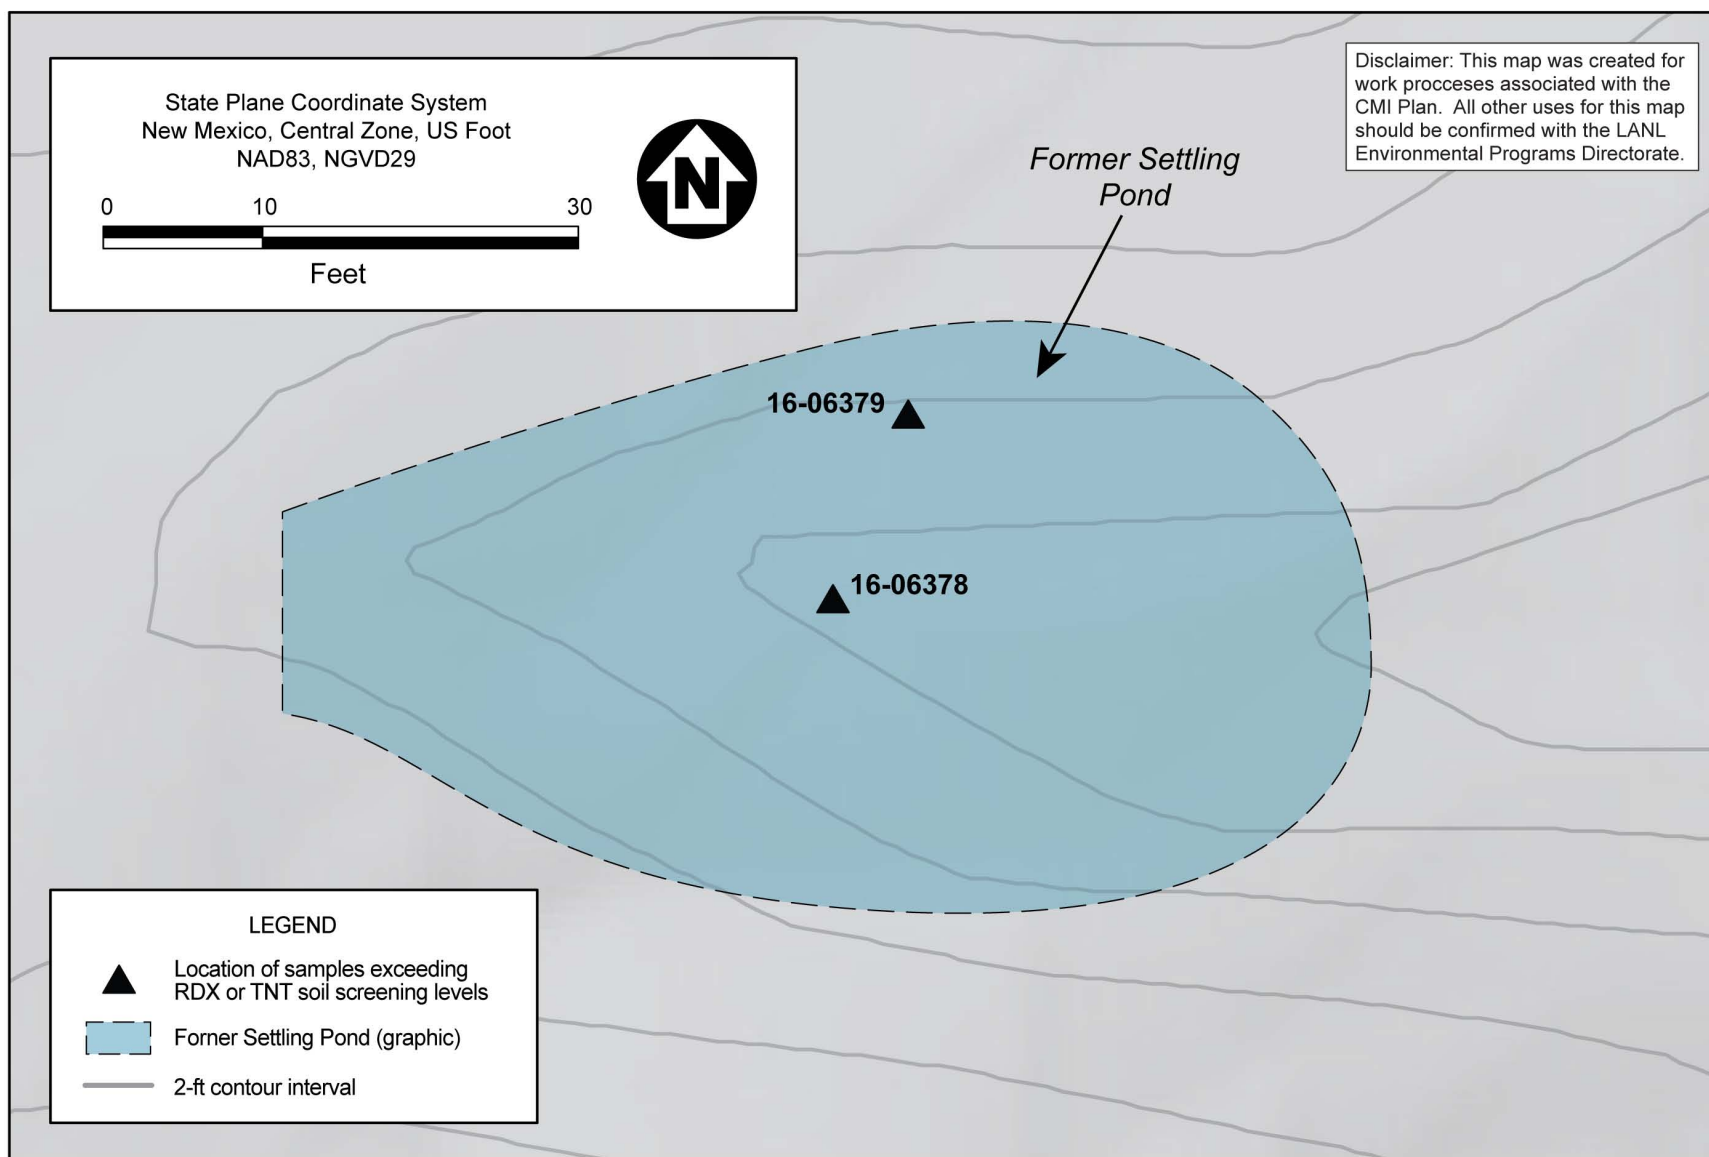 State Plane Coordinate System
New Mexico, Central Zone, US Foot
NAD83, NGVD29
0 10 30
Feet
N
Disclaimer: This map was created for
work procceses associated with the
CMI Plan. All other uses for this map
should be confirmed with the LANL
Environmental Programs Directorate.
Former Settling
Pond
16-06379
16-06378
LEGEND
Location of samples exceeding
RDX or TNT soil screening levels
Forner Settling Pond (graphic)
2-ft contour interval